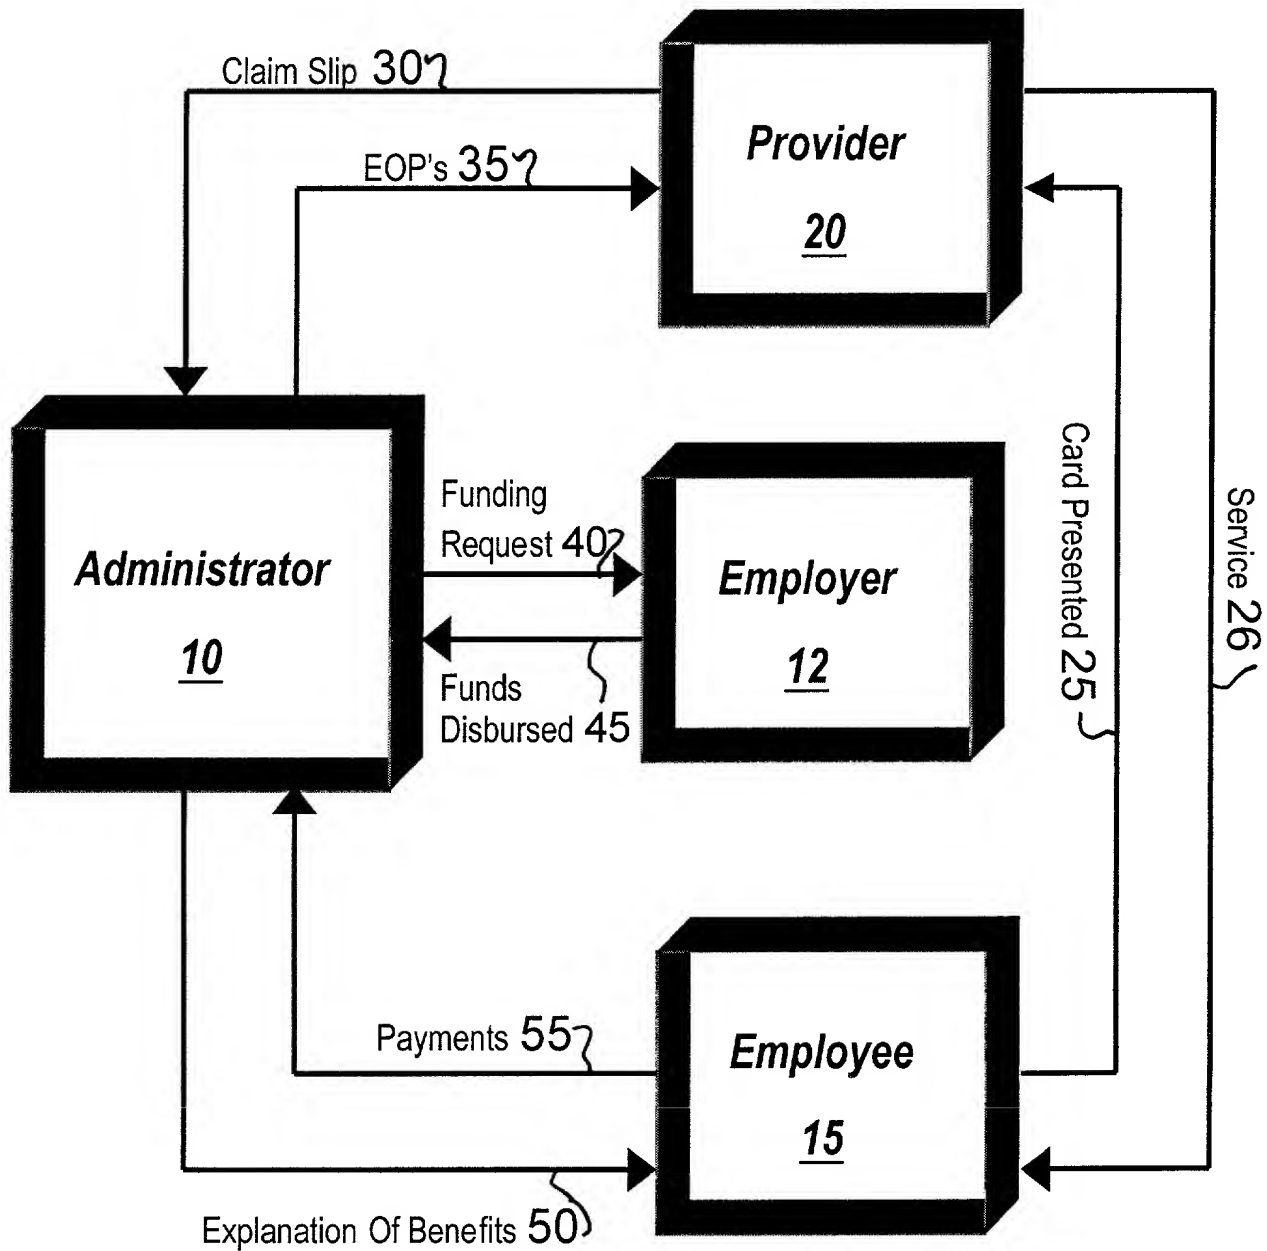 Claim Slip 30
EOP's 35
Provider
20
Funding
Request 40
Administrator
10
Employer
12
Funds
Disbursed 45
Card Presented 25
Service 26
Payments 55
Employee
15
Explanation Of Benefits 50